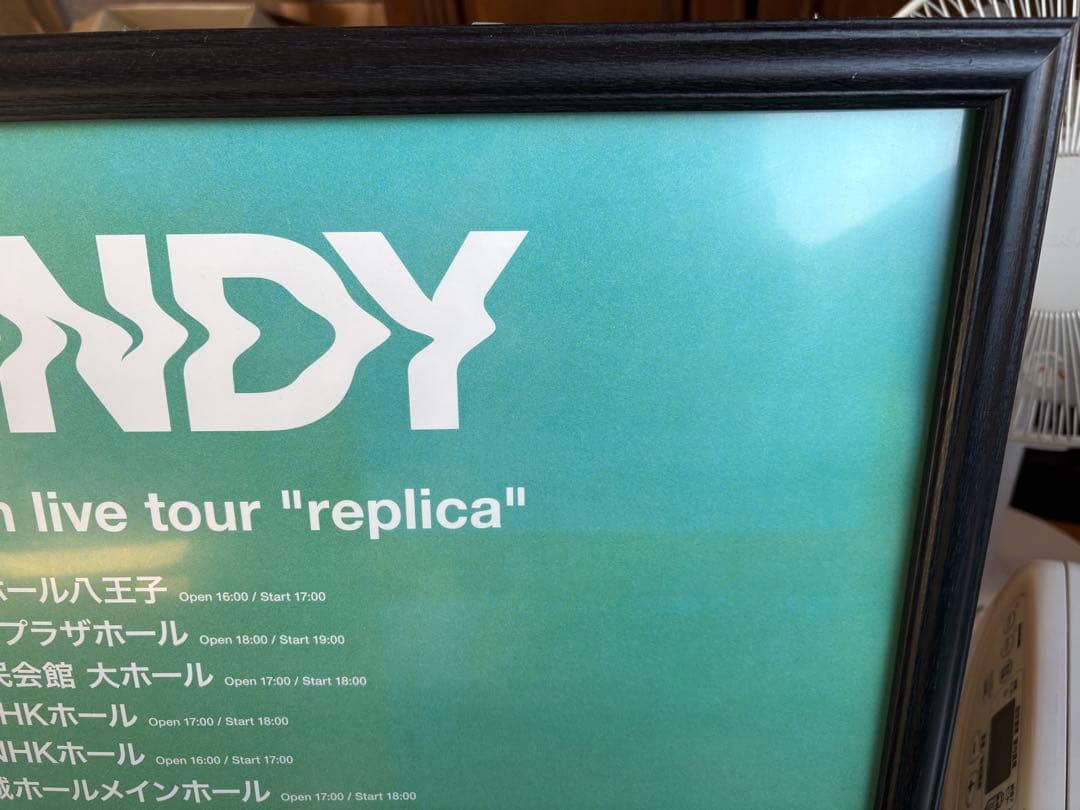 NDY
live tour "replica"
ホール八王子 Open 16:00 / Start 17:00
プラザホール Open 18:00 / Start 19:00
民会館 大ホール Open 17:00 / Start 18:00
HKホール Open 17:00 / Start 18:00
NHKホール Open 16:00 / Start 17:00
ホールメインホール Open 17:00 / Start 18:00